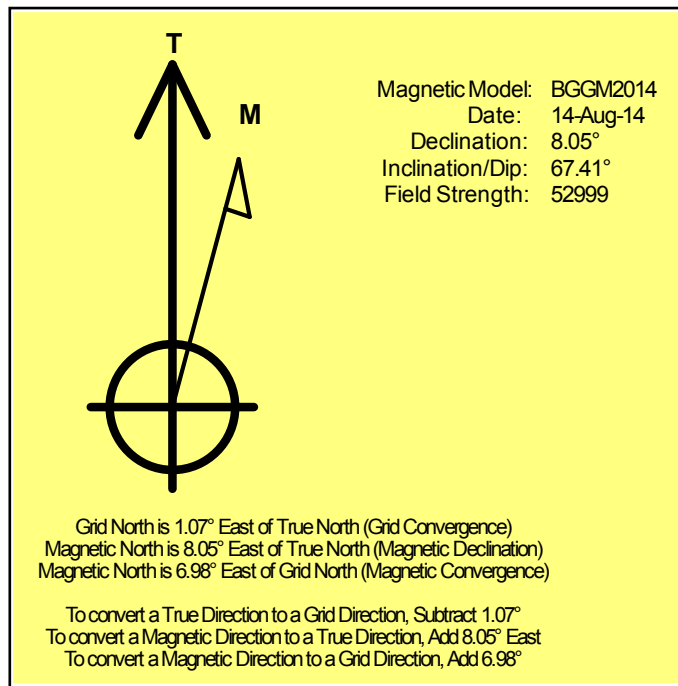 T
M
Magnetic Model: BGGM2014
Date: 14-Aug-14
Declination: 8.05°
Inclination/Dip: 67.41°
Field Strength: 52999
Grid North is 1.07° East of True North (Grid Convergence)
Magnetic North is 8.05° East of True North (Magnetic Declination)
Magnetic North is 6.98° East of Grid North (Magnetic Convergence)
To convert a True Direction to a Grid Direction, Subtract 1.07°
To convert a Magnetic Direction to a True Direction, Add 8.05° East
To convert a Magnetic Direction to a Grid Direction, Add 6.98°